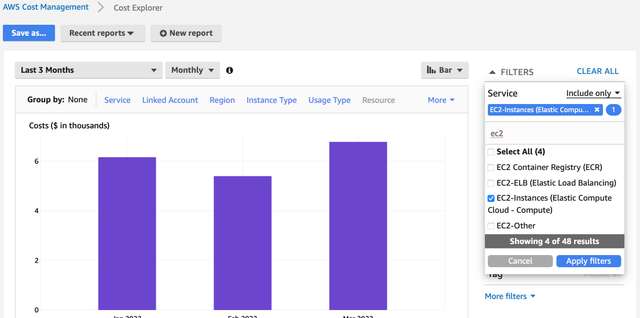 AWS Cost Management > Cost Explorer
Save as... Recent reports + New report
Last 3 Months Monthly Bar
FILTERS CLEAR ALL
Group by: None Service Linked Account Region Instance Type Usage Type Resource More
Service Include only
EC2-Instances (Elastic Compu... × 1
ec2
Costs ($ in thousands)
Select All (4)
EC2 Container Registry (ECR)
EC2-ELB (Elastic Load Balancing)
EC2-Instances (Elastic Compute
Cloud - Compute)
EC2-Other
Showing 4 of 48 results
Cancel Apply filters
Tag
More filters
6
4
2
0